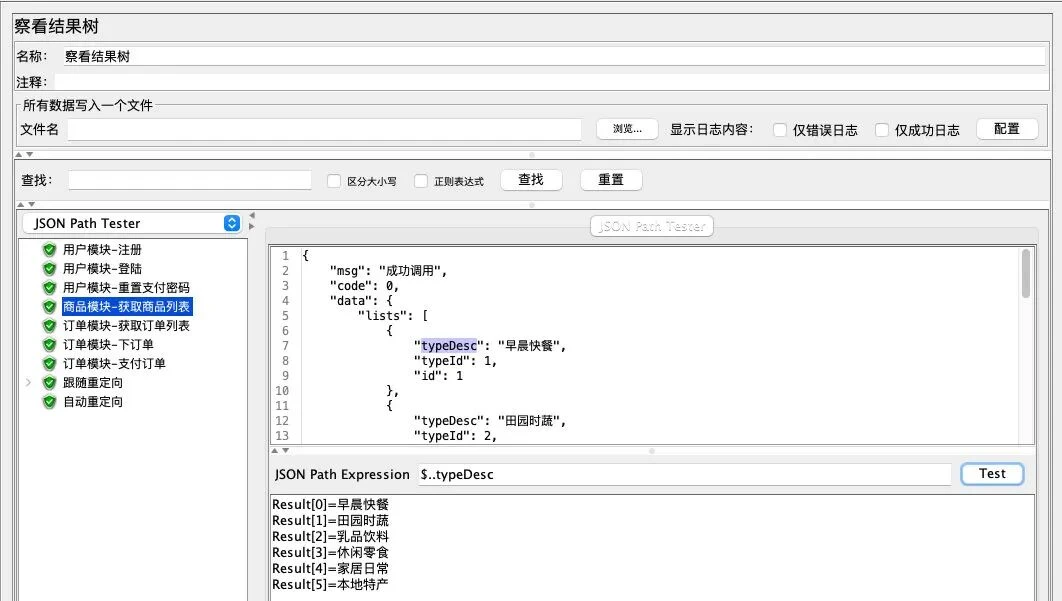 察看结果树
名称： 察看结果树
注释：
所有数据写入一个文件
文件名 浏览... 显示日志内容： 仅错误日志 仅成功日志 配置
查找： 区分大小写 正则表达式 查找 重置
JSON Path Tester
用户模块-注册
用户模块-登陆
用户模块-重置支付密码
商品模块-获取商品列表
订单模块-获取订单列表
订单模块-下订单
订单模块-支付订单
跟随重定向
自动重定向
JSON Path Tester
1 {
2 "msg": "成功调用",
3 "code": 0,
4 "data": {
5 "lists": [
6 {
7 "typeDesc": "早晨快餐",
8 "typeId": 1,
9 "id": 1
10 },
11 {
12 "typeDesc": "田园时蔬",
13 "typeId": 2,
JSON Path Expression $..typeDesc Test
Result[0]=早晨快餐
Result[1]=田园时蔬
Result[2]=乳品饮料
Result[3]=休闲零食
Result[4]=家居日常
Result[5]=本地特产